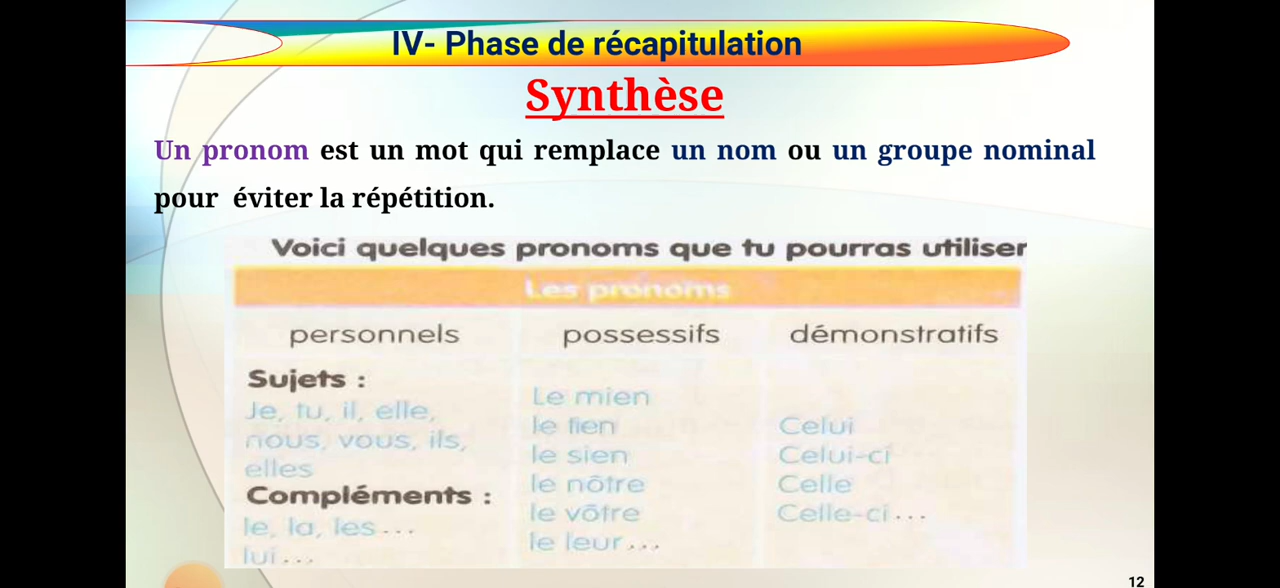 IV- Phase de récapitulation
Synthèse
Un pronom est un mot qui remplace un nom ou un groupe nominal
pour éviter la répétition.
Voici quelques pronoms que tu pourras utiliser
Les pronoms
personnels possessifs démonstratifs
Sujets :
Je, tu, il, elle,
nous, vous, ils,
elles
Compléments :
le, la, les...
lui...
Le mien
le tien
le sien
le nôtre
le vôtre
le leur...
Celui
Celui-ci
Celle
Celle-ci...
12